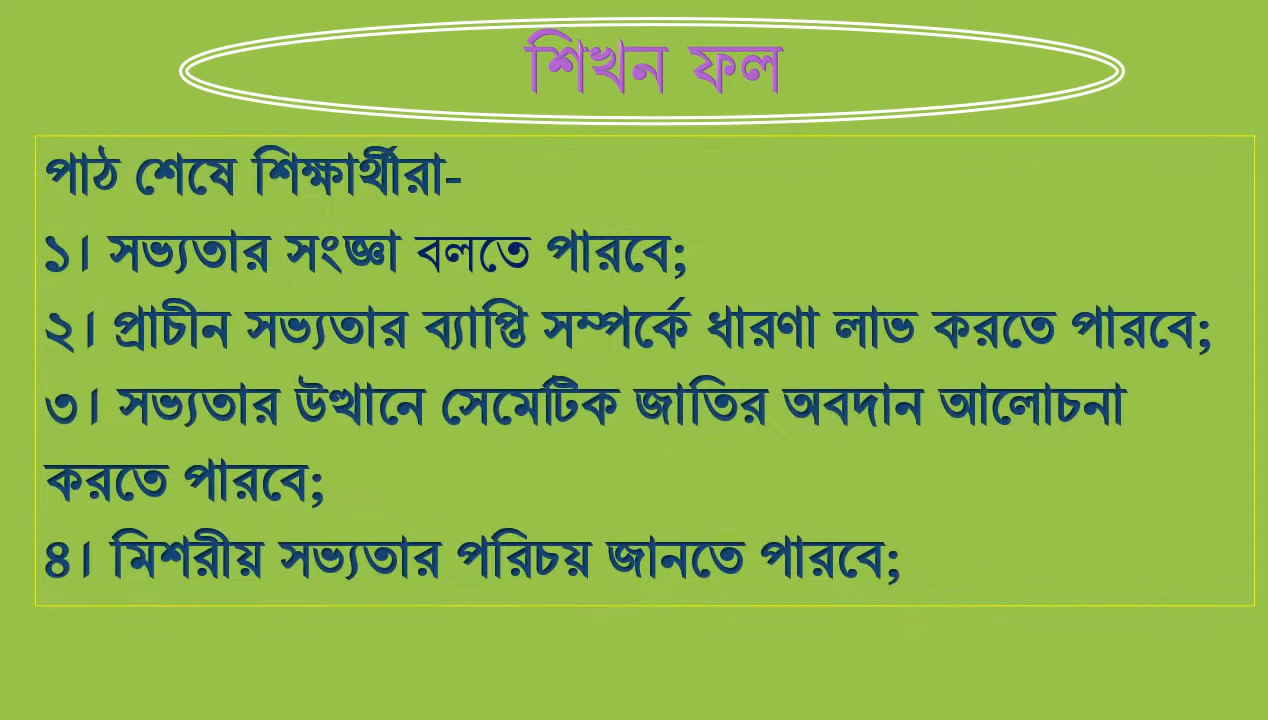 শিখন ফল
পাঠ শেষে শিক্ষার্থীরা-
১। সভ্যতার সংজ্ঞা বলতে পারবে;
২। প্রাচীন সভ্যতার ব্যাপ্তি সম্পর্কে ধারণা লাভ করতে পারবে;
৩। সভ্যতার উত্থানে সেমেটিক জাতির অবদান আলোচনা
করতে পারবে;
৪। মিশরীয় সভ্যতার পরিচয় জানতে পারবে;